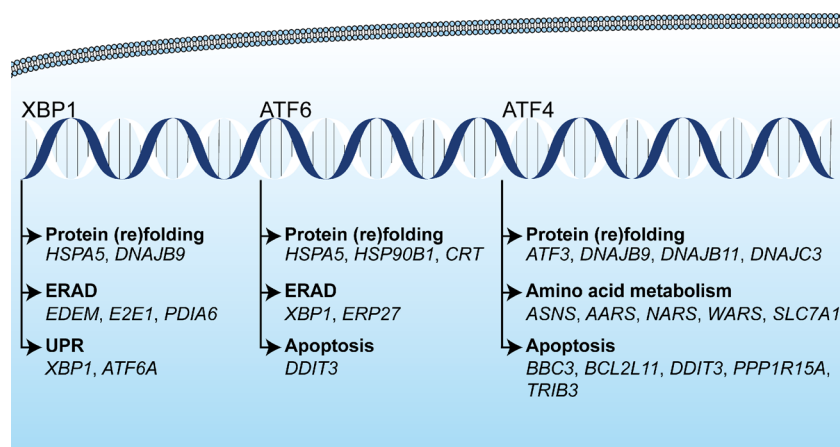 XBP1
ATF6
ATF4
Protein (re)folding
HSPA5, DNAJB9
ERAD
EDEM, E2E1, PDIA6
UPR
XBP1, ATF6A
Protein (re)folding
HSPA5, HSP90B1, CRT
ERAD
XBP1, ERP27
Apoptosis
DDIT3
Protein (re)folding
ATF3, DNAJB9, DNAJB11, DNAJC3
Amino acid metabolism
ASNS, AARS, NARS, WARS, SLC7A1
Apoptosis
BBC3, BCL2L11, DDIT3, PPP1R15A,
TRIB3